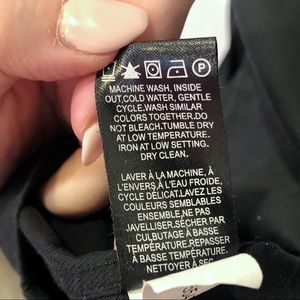 MACHINE WASH, INSIDE
OUT,COLD WATER, GENTLE
CYCLE.WASH SIMILAR
COLORS TOGETHER.DO
NOT BLEACH.TUMBLE DRY
AT LOW TEMPERATURE.
IRON AT LOW SETTING.
DRY CLEAN.
LAVER À LA MACHINE, À
L'ENVERS,À L'EAU FROIDE,
CYCLE DÉLICAT.LAVEZ LES
COULEURS SEMBLABLES
ENSEMBLE,NE PAS
JAVELLISER.SÉCHER PAR
CULBUTAGE À BASSE
TEMPÉRATURE.REPASSER
À BASSE TEMPÉRATURE.
NETTOYER À SEC.